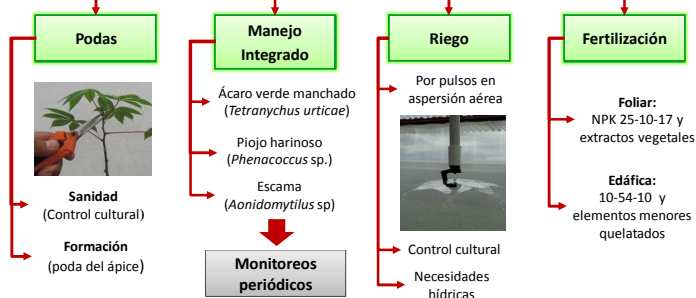 Podas
Sanidad
(Control cultural)
Formación
(poda del ápice)
Manejo
Integrado
Ácaro verde manchado
(Tetranychus urticae)
Piojo harinoso
(Phenacoccus sp.)
Escama
(Aonidomytilus sp)
Monitoreos
periódicos
Riego
Por pulsos en
aspersión aérea
Control cultural
Necesidades
hídricas
Fertilización
Foliar:
NPK 25-10-17 y
extractos vegetales
Edáfica:
10-54-10 y
elementos menores
quelatados